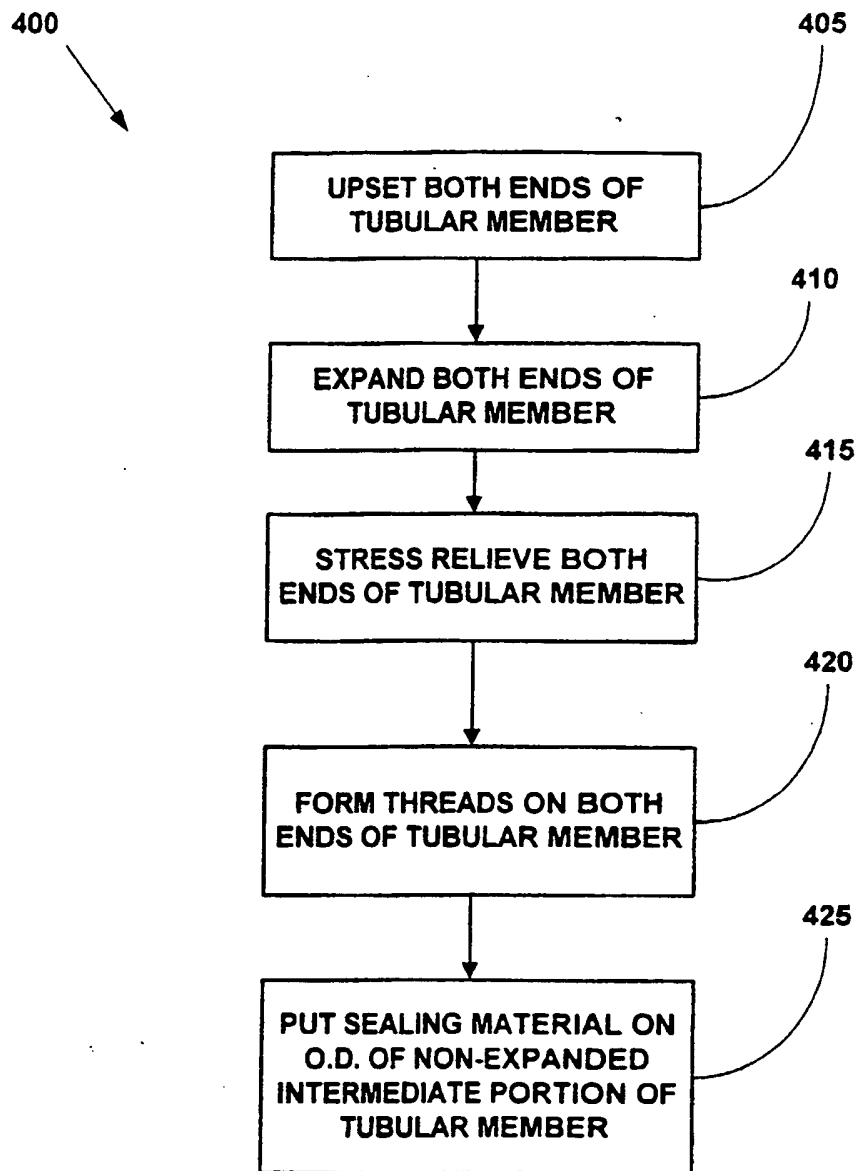 400
405
UPSET BOTH ENDS OF
TUBULAR MEMBER
410
EXPAND BOTH ENDS OF
TUBULAR MEMBER
415
STRESS RELIEVE BOTH
ENDS OF TUBULAR MEMBER
420
FORM THREADS ON BOTH
ENDS OF TUBULAR MEMBER
425
PUT SEALING MATERIAL ON
O.D. OF NON-EXPANDED
INTERMEDIATE PORTION OF
TUBULAR MEMBER